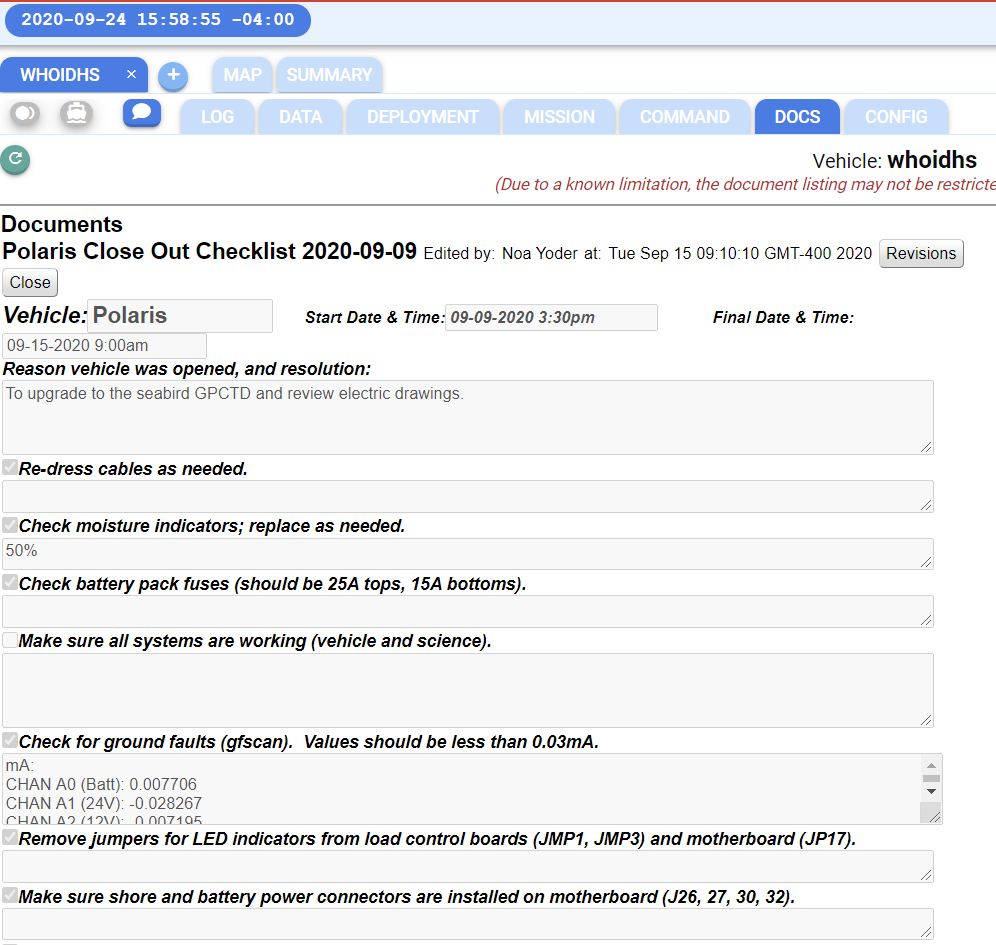 2020-09-24 15:58:55 -04:00
WHOIDHS × + MAP SUMMARY
LOG DATA DEPLOYMENT MISSION COMMAND DOCS CONFIG
Vehicle: whoidhs
(Due to a known limitation, the document listing may not be restricte
Documents
Polaris Close Out Checklist 2020-09-09 Edited by: Noa Yoder at: Tue Sep 15 09:10:10 GMT-400 2020 Revisions
Close
Vehicle: Polaris Start Date & Time: 09-09-2020 3:30pm Final Date & Time:
09-15-2020 9:00am
Reason vehicle was opened, and resolution:
To upgrade to the seabird GPCTD and review electric drawings.
Re-dress cables as needed.
Check moisture indicators; replace as needed.
50%
Check battery pack fuses (should be 25A tops, 15A bottoms).
Make sure all systems are working (vehicle and science).
Check for ground faults (gfscan).  Values should be less than 0.03mA.
mA:
CHAN A0 (Batt): 0.007706
CHAN A1 (24V): -0.028267
CHAN A2 (12V): 0.007195
Remove jumpers for LED indicators from load control boards (JMP1, JMP3) and motherboard (JP17).
Make sure shore and battery power connectors are installed on motherboard (J26, 27, 30, 32).